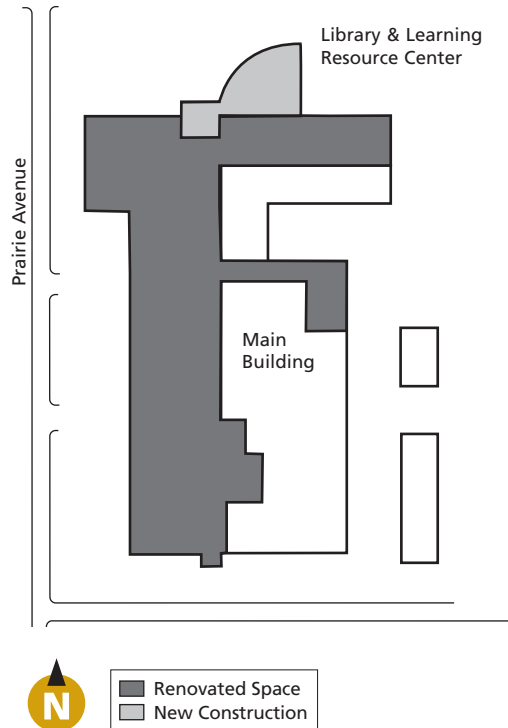 Library & Learning
Resource Center
Prairie Avenue
Main
Building
N
Renovated Space
New Construction